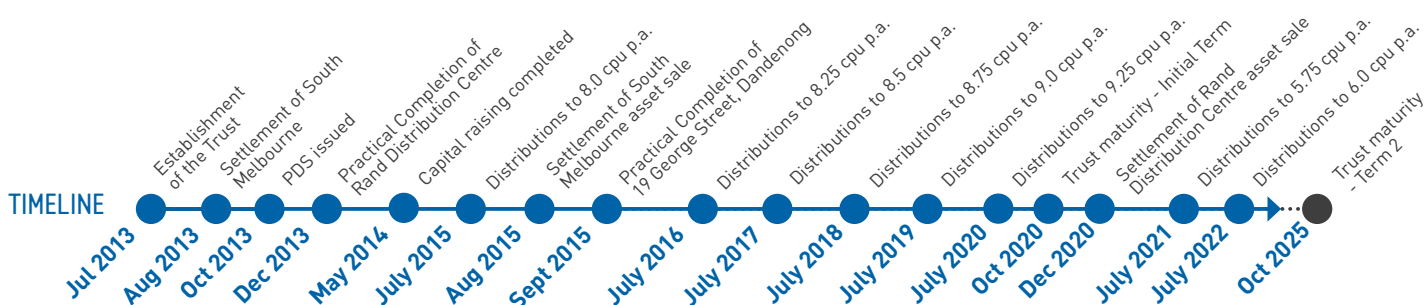 TIMELINE
Establishment
of the Trust
Jul 2013
Settlement of South
Melbourne
Aug 2013
PDS issued
Oct 2013
Practical Completion of
Rand Distribution Centre
Dec 2013
Capital raising completed
May 2014
Distributions to 8.0 cpu p.a.
July 2015
Settlement of South
Melbourne asset sale
Aug 2015
Practical Completion of
19 George Street, Dandenong
Sept 2015
Distributions to 8.25 cpu p.a.
July 2016
Distributions to 8.5 cpu p.a.
July 2017
Distributions to 8.75 cpu p.a.
July 2018
Distributions to 9.0 cpu p.a.
July 2019
Distributions to 9.25 cpu p.a.
July 2020
Trust maturity - Initial Term
Oct 2020
Settlement of Rand
Distribution Centre asset sale
Dec 2020
Distributions to 5.75 cpu p.a.
July 2021
Distributions to 6.0 cpu p.a.
July 2022
Trust maturity
- Term 2
Oct 2025